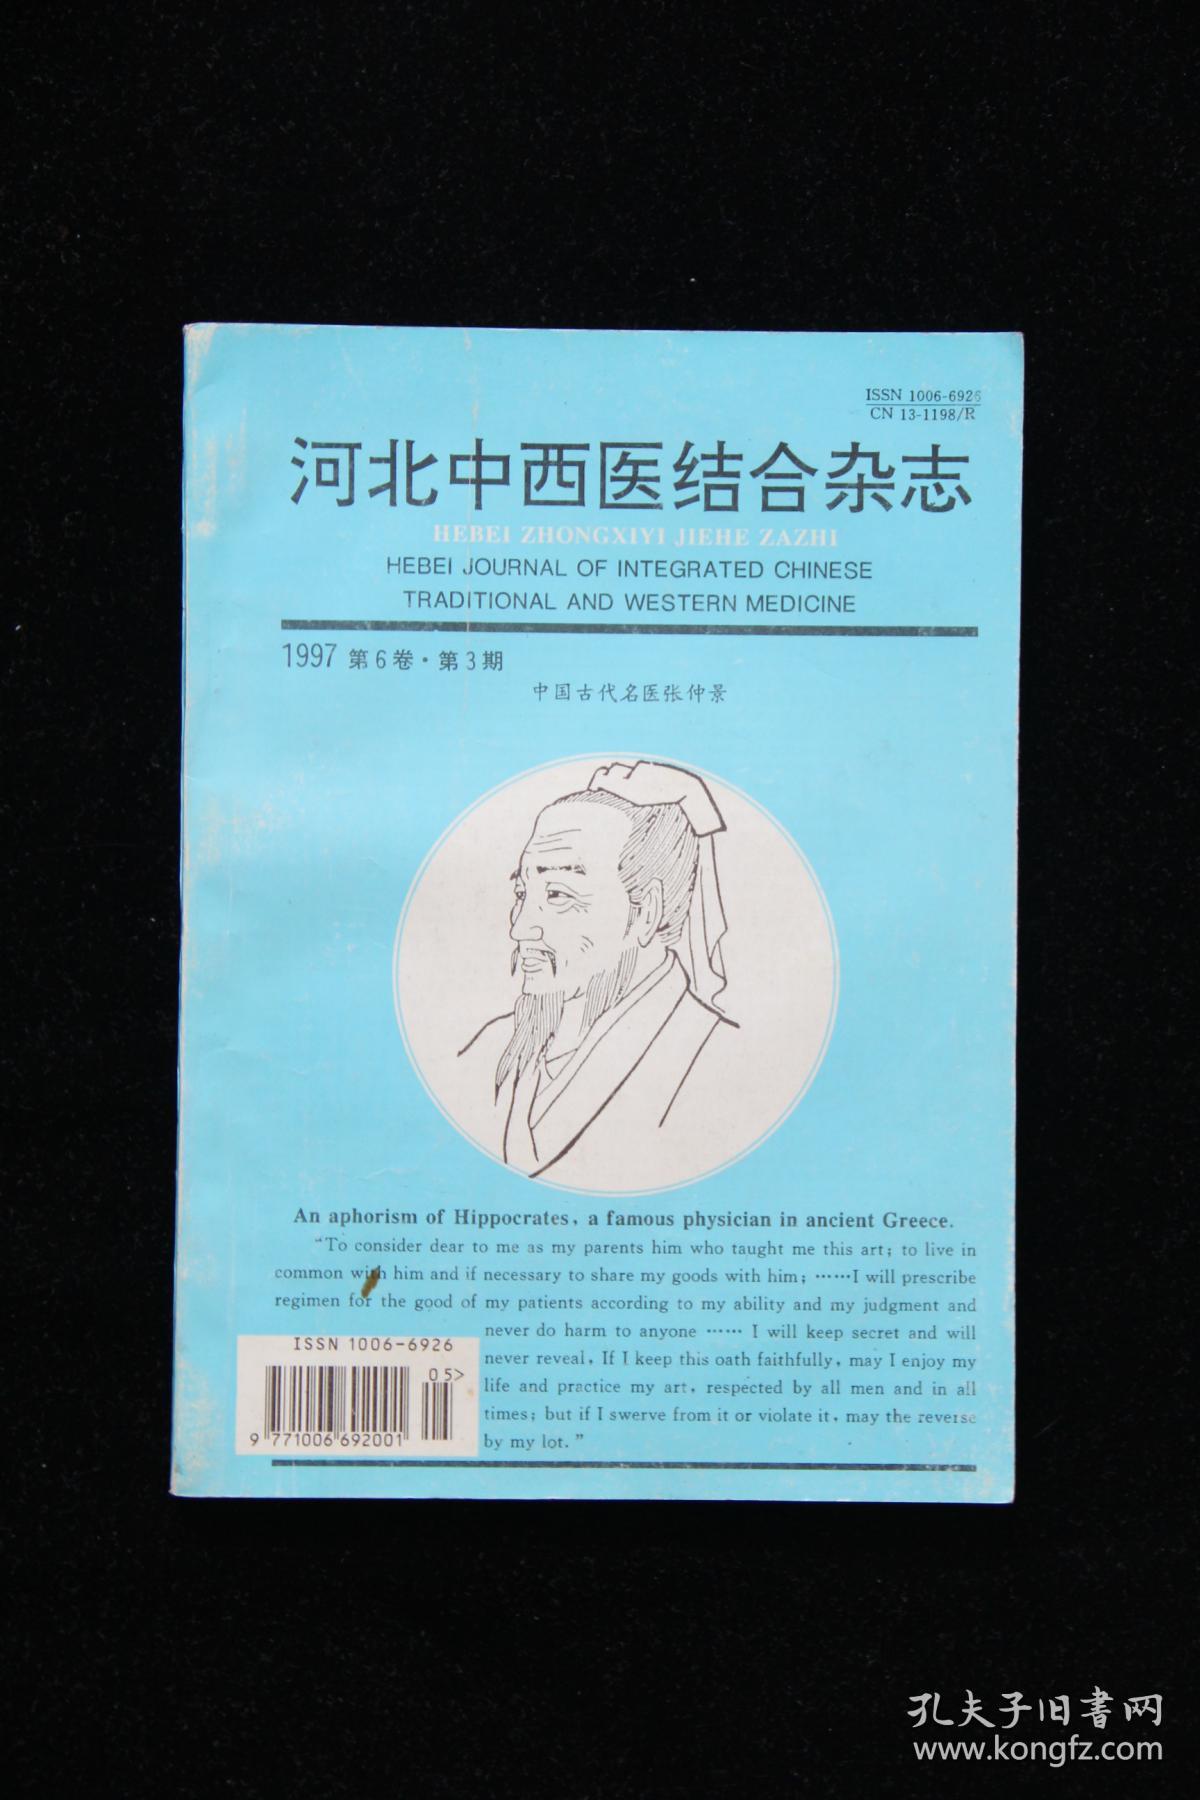 ISSN 1006-6926
CN 13-1198/R
河北中西医结合杂志
HEBEI ZHONGXIYI JIEHE ZAZHI
HEBEI JOURNAL OF INTEGRATED CHINESE
TRADITIONAL AND WESTERN MEDICINE
1997 第6卷·第3期
中国古代名医张仲景
An aphorism of Hippocrates, a famous physician in ancient Greece.
“To consider dear to me as my parents him who taught me this art; to live in
common with him and if necessary to share my goods with him; ……I will prescribe
regimen for the good of my patients according to my ability and my judgment and
never do harm to anyone …… I will keep secret and will
never reveal, If I keep this oath faithfully, may I enjoy my
life and practice my art, respected by all men and in all
times; but if I swerve from it or violate it, may the reverse
by my lot.”
ISSN 1006-6926
05>
9 771006 692001
孔夫子旧书网
www.kongfz.com